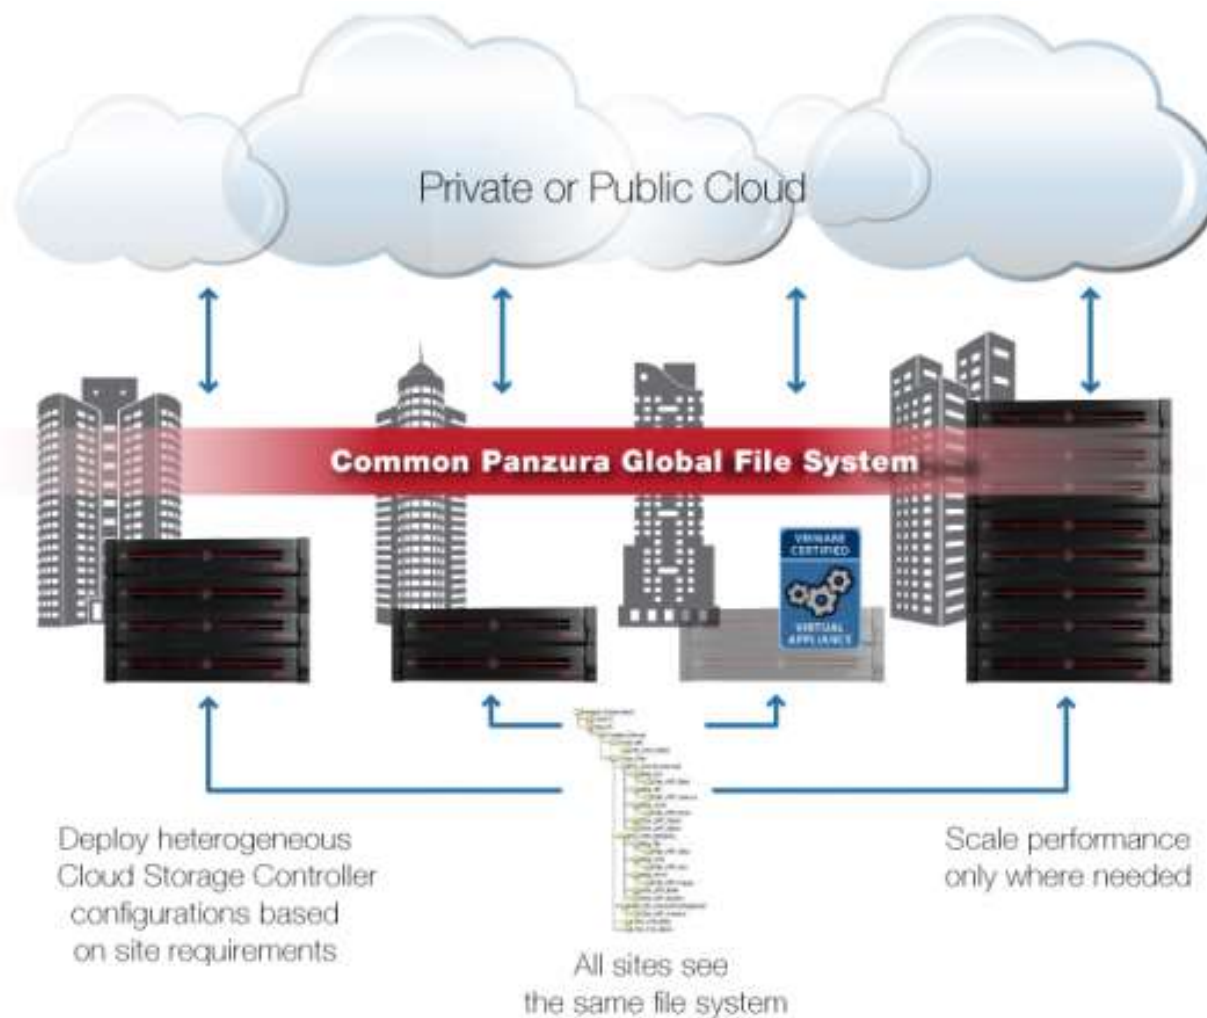 Private or Public Cloud
Common Panzura Global File System
VMWARE
CERTIFIED
VIRTUAL
APPLIANCE
Deploy heterogeneous
Cloud Storage Controller
configurations based
on site requirements
Scale performance
only where needed
All sites see
the same file system